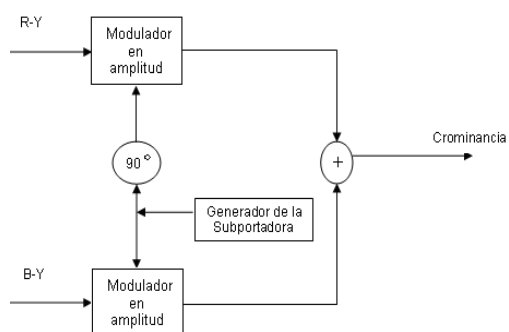 R-Y
Modulador
en
amplitud
Crominancia
90°
+
Generador de la
Subportadora
B-Y
Modulador
en
amplitud